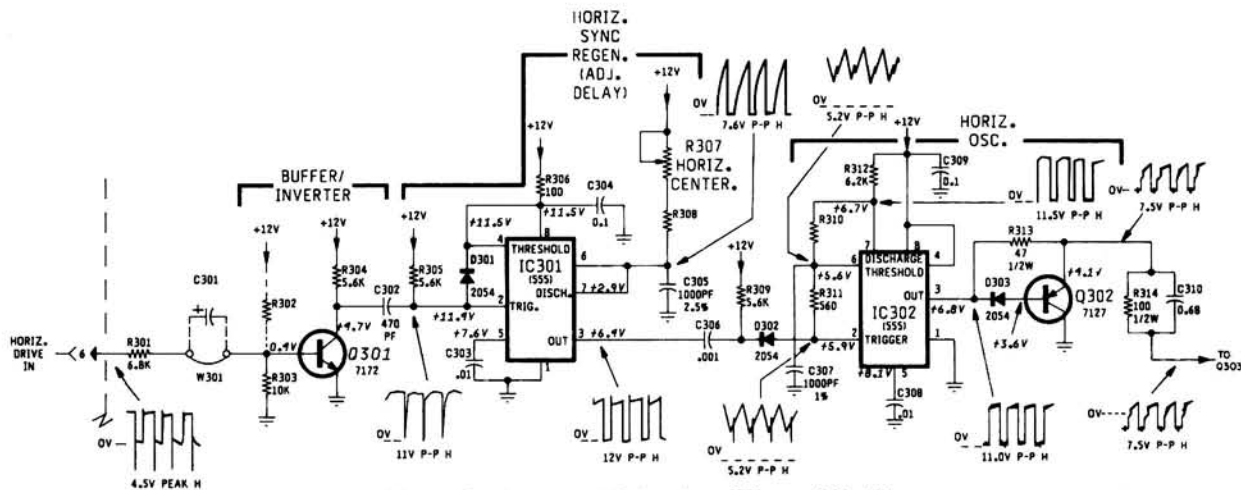 HORIZ.
SYNC
REGEN.
(ADJ.
DELAY)
+12V
R307
HORIZ.
CENTER.
R308
7.6V P-P H
0V
5.2V P-P H
+12V
HORIZ.
OSC.
BUFFER/
INVERTER
+12V
R306
100
+11.5V
C304
0.1
+11.5V
R312
6.2K
C309
0.1
+6.7V
R310
0V
11.5V P-P H
0V
7.5V P-P H
C301
+
+12V
R302
+12V
R304
5.6K
+12V
R305
5.6K
D301
2054
4
8
THRESHOLD
IC301
(555)
DISCH.
TRIG.
OUT
6
7
+2.9V
2
5
3
1
+6.4V
C305
1000PF
2.5%
+12V
R309
5.6K
+5.6V
R311
560
7
8
6
DISCHARGE
THRESHOLD
4
OUT
IC302
(555)
TRIGGER
3
2
1
5
+6.8V
R313
47
1/2W
D303
2054
+4.1V
Q302
7127
+3.6V
R314
100
1/2W
C310
0.68
HORIZ.
DRIVE
IN
6
R301
6.8K
W301
0.4V
R303
10K
+9.7V
Q301
7172
C302
470
PF
+11.9V
+7.6V
C303
.01
C306
.001
D302
2054
+5.9V
C307
1000PF
1%
+8.1V
C308
.01
TO
Q503
0V
4.5V PEAK H
0V
11V P-P H
0V
12V P-P H
0V
5.2V P-P H
0V
11.0V P-P H
0V
7.5V P-P H